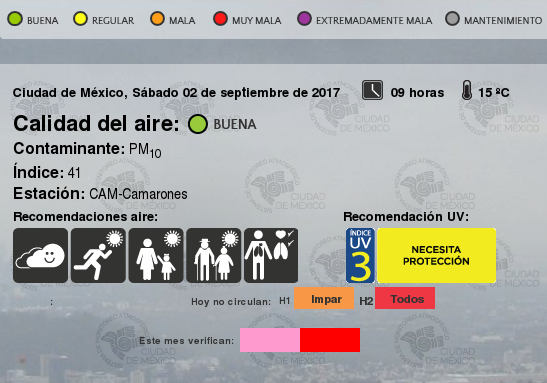 BUENA REGULAR MALA MUY MALA EXTREMADAMENTE MALA MANTENIMIENTO
Ciudad de México, Sábado 02 de septiembre de 2017 09 horas 15 ºC
Calidad del aire: BUENA
Contaminante: PM10
Índice: 41
Estación: CAM-Camarones
Recomendaciones aire: Recomendación UV:
ÍNDICE UV 3 NECESITA PROTECCIÓN
: Hoy no circulan: H1 Impar H2 Todos
Este mes verifican:
CIUDAD DE MÉXICO